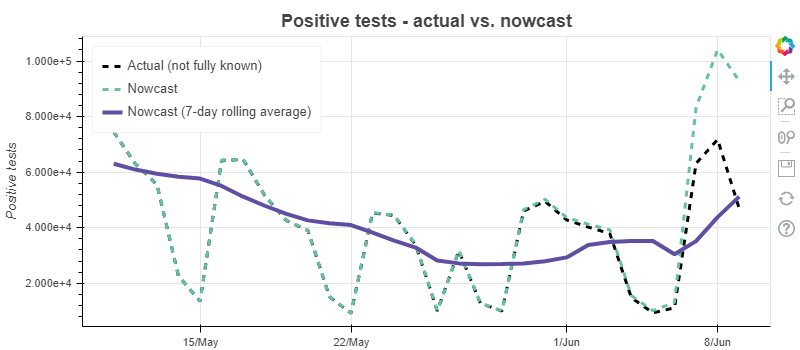 Positive tests - actual vs. nowcast
Actual (not fully known)
Nowcast
Nowcast (7-day rolling average)
1.000e+5
8.000e+4
6.000e+4
4.000e+4
2.000e+4
Positive tests
15/May
22/May
1/Jun
8/Jun